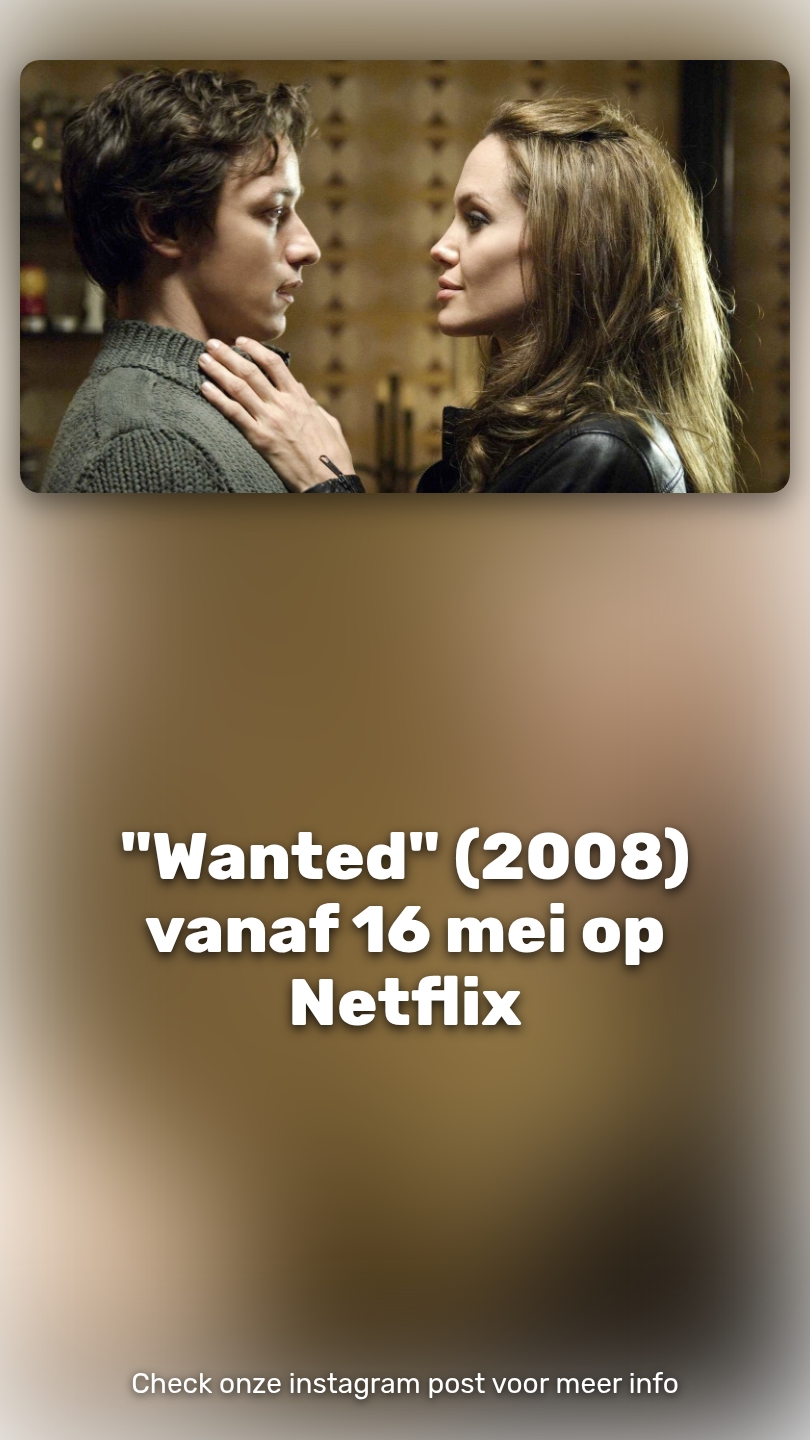 "Wanted" (2008)
vanaf 16 mei op
Netflix
Check onze instagram post voor meer info